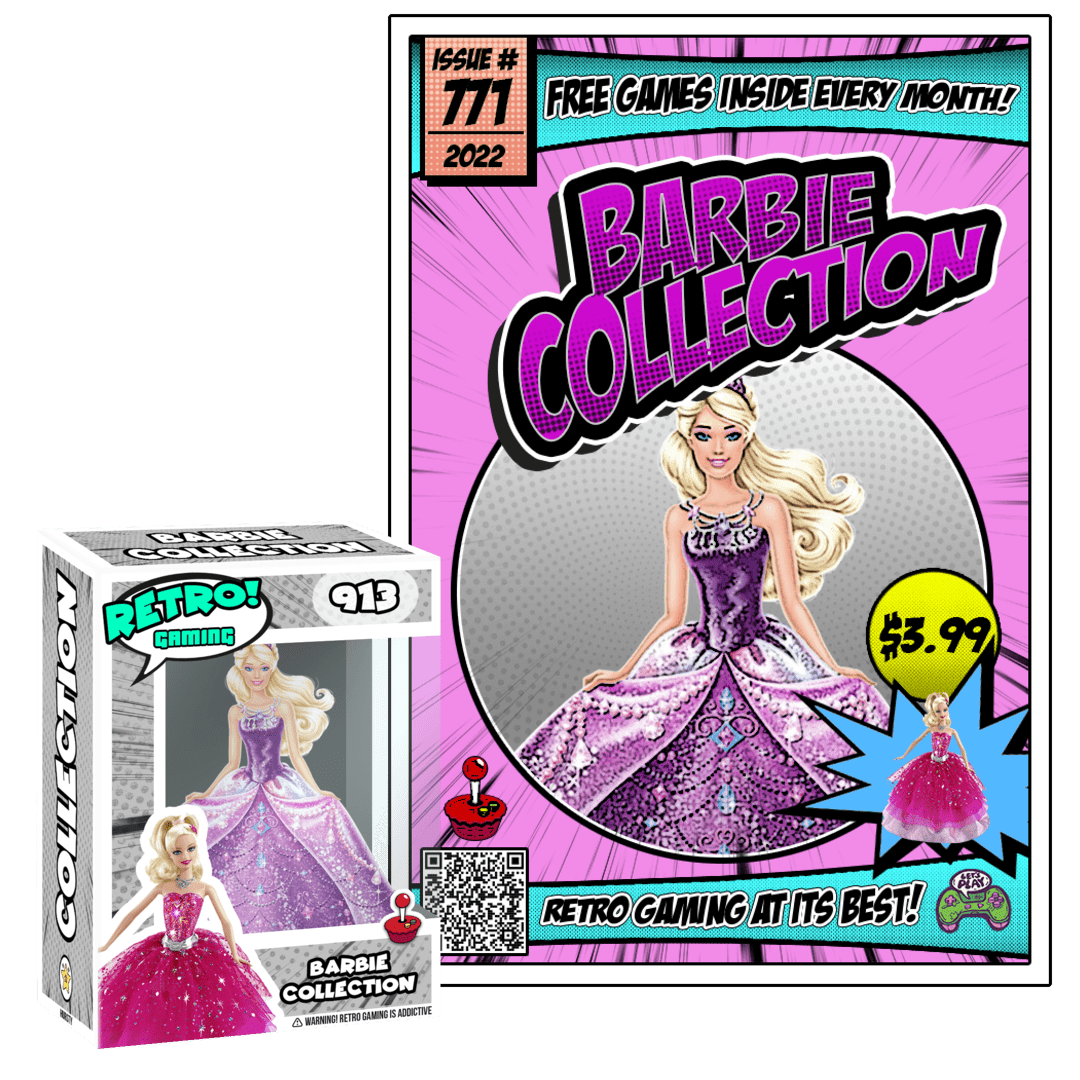 ISSUE #
771
2022
FREE GAMES INSIDE EVERY MONTH!
BARBIE
COLLECTION
$3.99
RETRO GAMING AT ITS BEST!
LET'S
PLAY
BARBIE
COLLECTION
COLLECTION
RETRO!
GAMING
913
BARBIE
COLLECTION
⚠ WARNING! RETRO GAMING IS ADDICTIVE